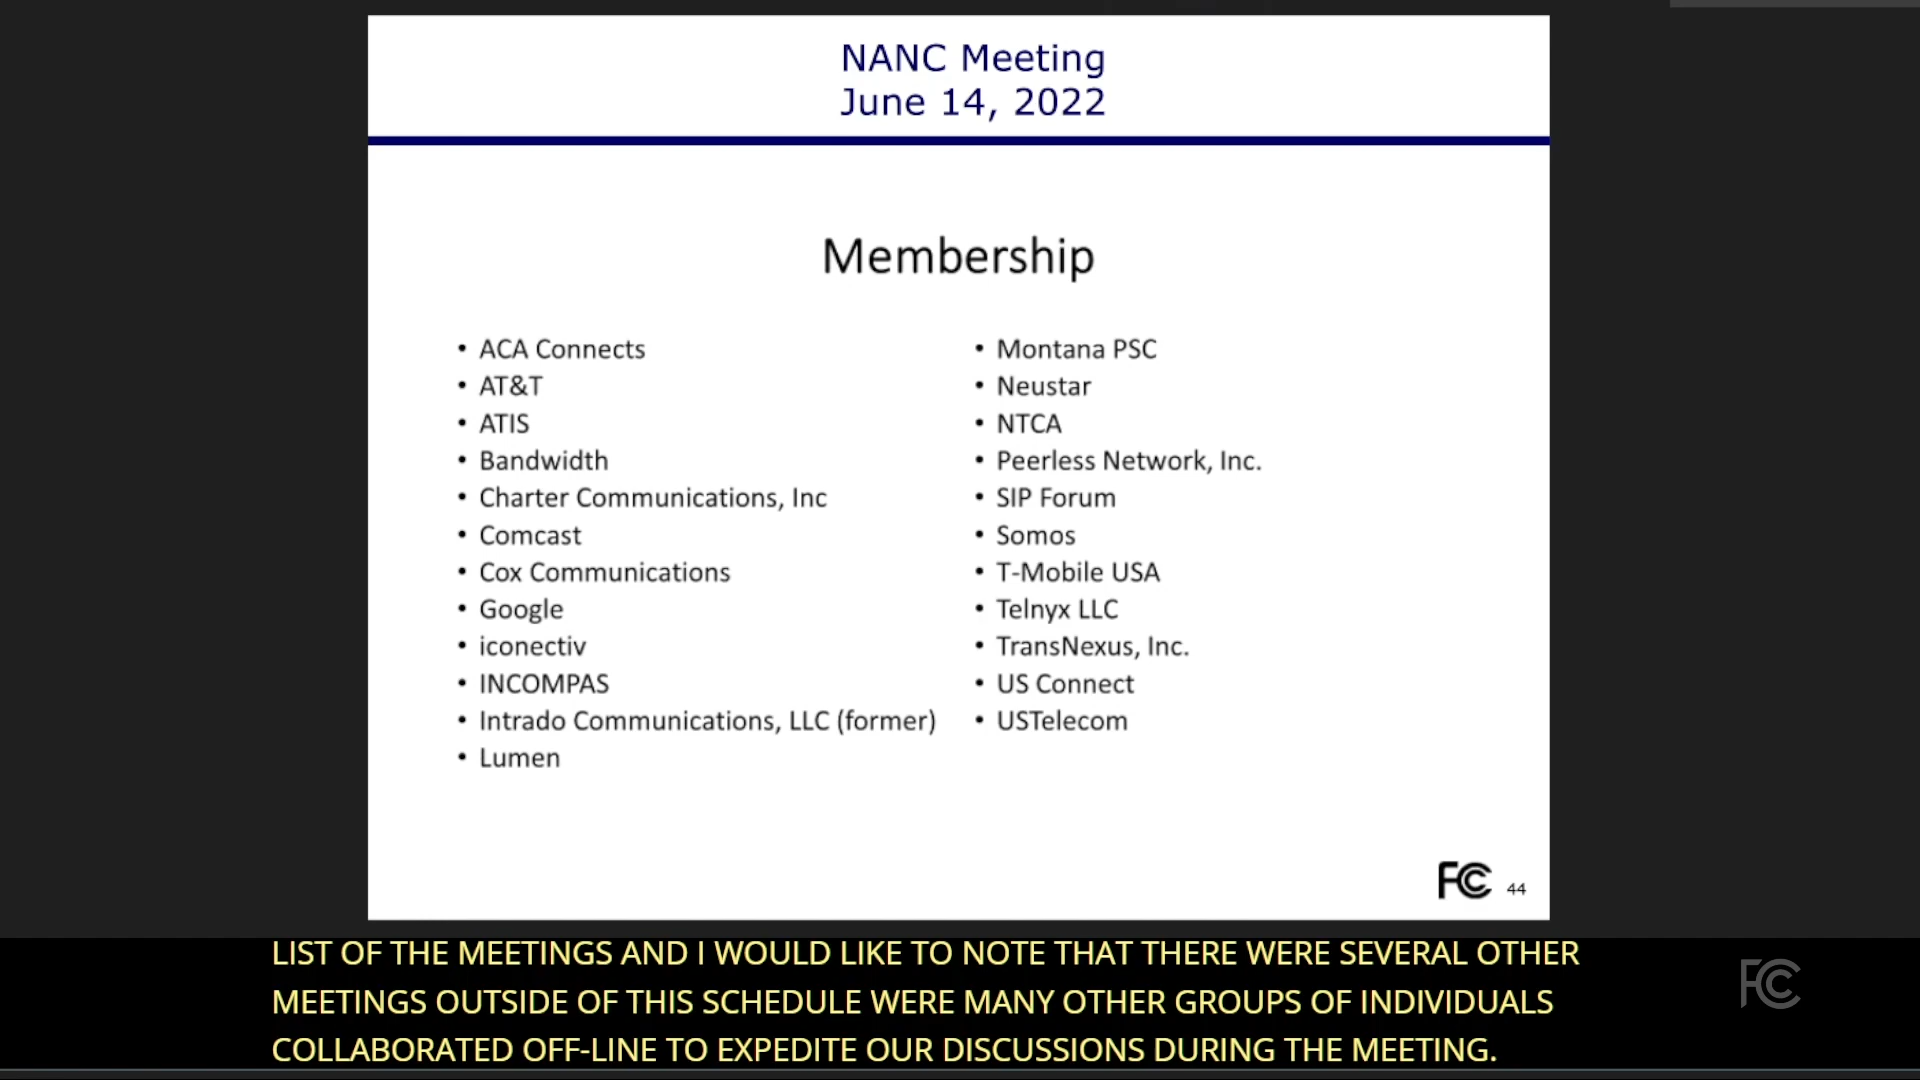 NANC Meeting
June 14, 2022
Membership
• ACA Connects
• AT&T
• ATIS
• Bandwidth
• Charter Communications, Inc
• Comcast
• Cox Communications
• Google
• iconectiv
• INCOMPAS
• Intrado Communications, LLC (former)
• Lumen
• Montana PSC
• Neustar
• NTCA
• Peerless Network, Inc.
• SIP Forum
• Somos
• T-Mobile USA
• Telnyx LLC
• TransNexus, Inc.
• US Connect
• USTelecom
FCC 44
LIST OF THE MEETINGS AND I WOULD LIKE TO NOTE THAT THERE WERE SEVERAL OTHER
MEETINGS OUTSIDE OF THIS SCHEDULE WERE MANY OTHER GROUPS OF INDIVIDUALS
COLLABORATED OFF-LINE TO EXPEDITE OUR DISCUSSIONS DURING THE MEETING.
FCC